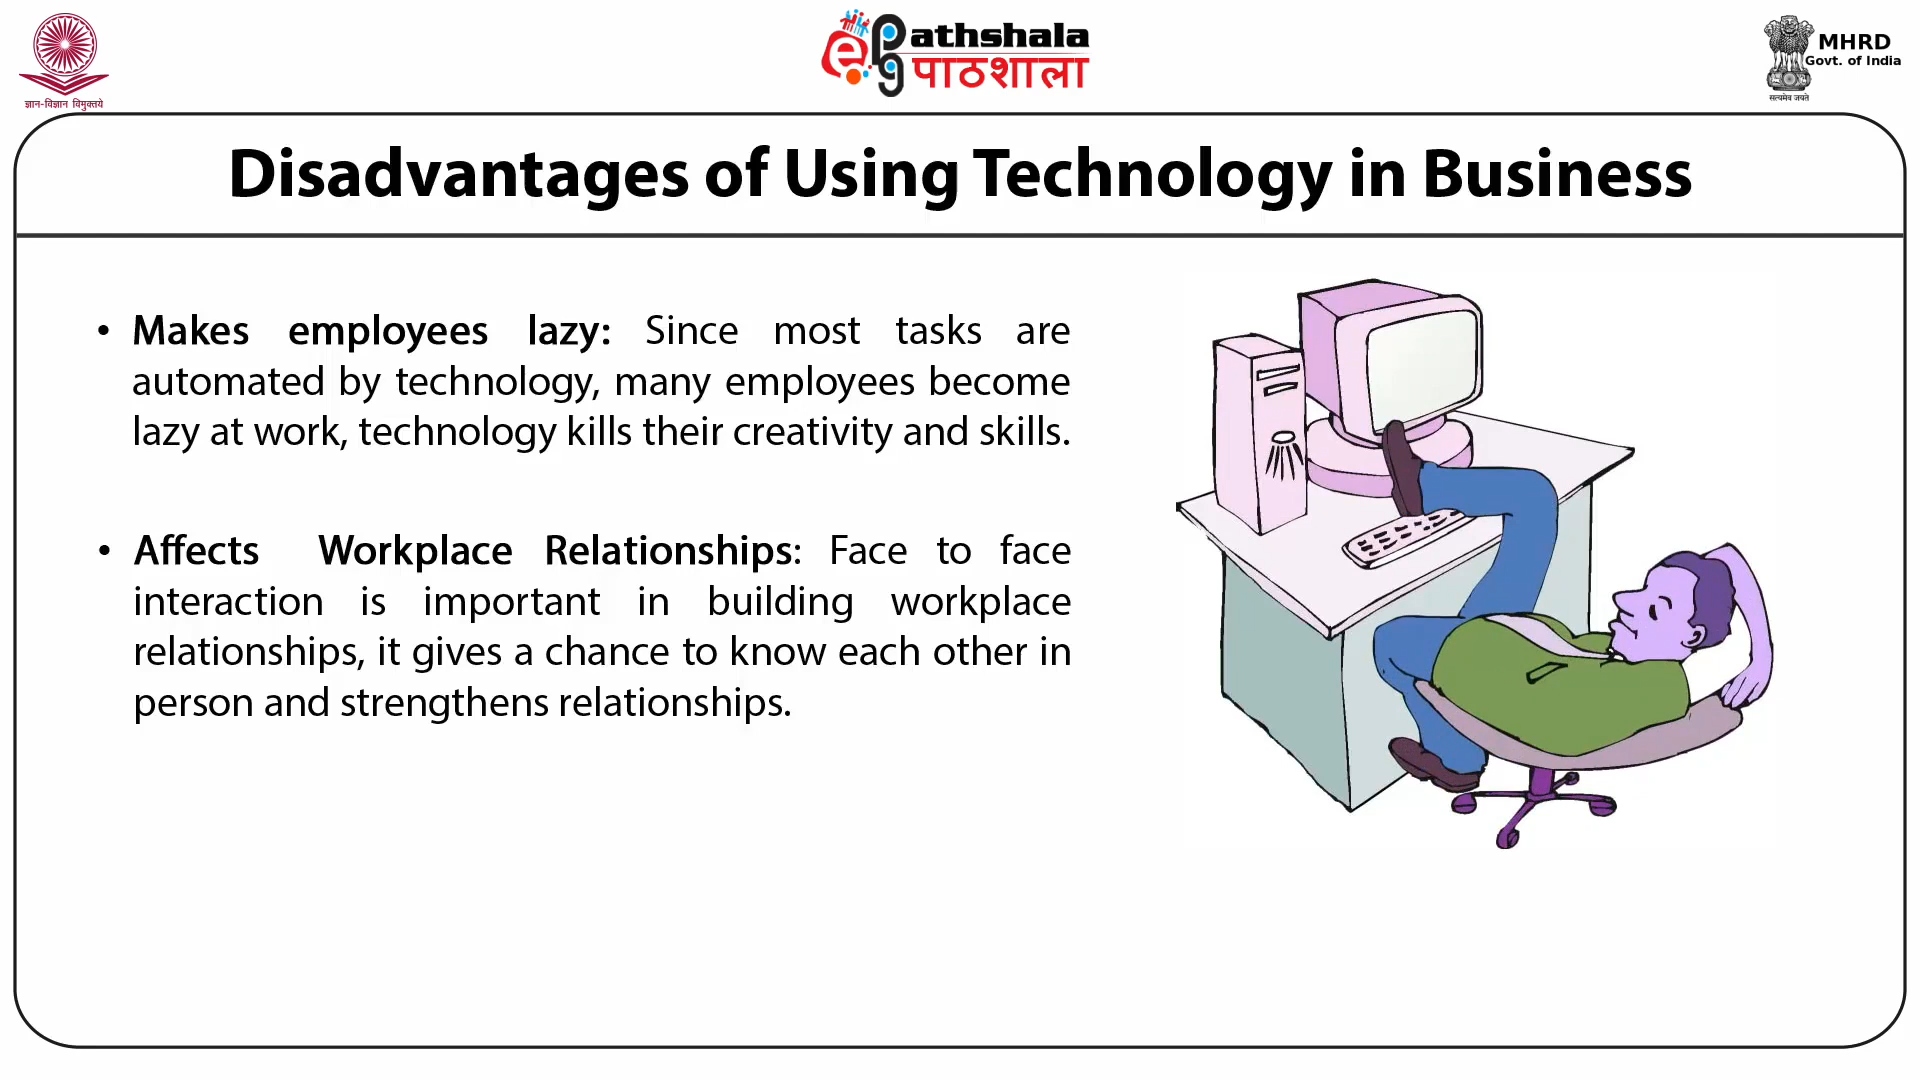 ज्ञान-विज्ञान विमुक्तये
e
Pg
athshala
पाठशाला
MHRD
Govt. of India
सत्यमेव जयते
Disadvantages of Using Technology in Business
• Makes employees lazy: Since most tasks are
automated by technology, many employees become
lazy at work, technology kills their creativity and skills.
• Affects Workplace Relationships: Face to face
interaction is important in building workplace
relationships, it gives a chance to know each other in
person and strengthens relationships.